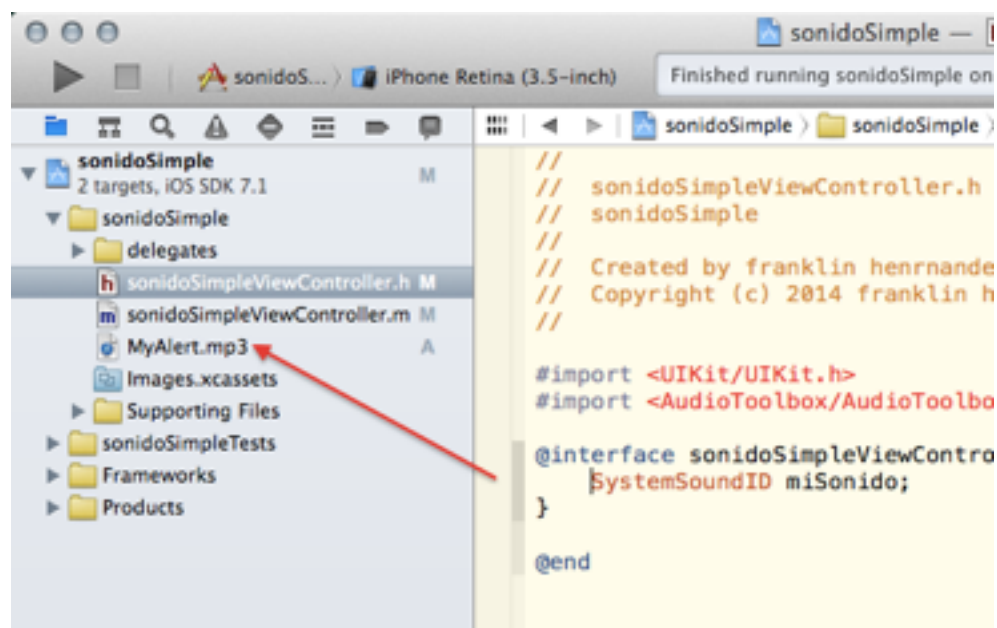 sonidoSimple —
sonidoS... iPhone Retina (3.5-inch)
Finished running sonidoSimple on
sonidoSimple sonidoSimple
sonidoSimple
2 targets, iOS SDK 7.1 M
sonidoSimple
delegates
h sonidoSimpleViewController.h M
m sonidoSimpleViewController.m M
MyAlert.mp3 A
Images.xcassets
Supporting Files
sonidoSimpleTests
Frameworks
Products
//
// sonidoSimpleViewController.h
// sonidoSimple
//
// Created by franklin henrnande
// Copyright (c) 2014 franklin h
//
#import <UIKit/UIKit.h>
#import <AudioToolbox/AudioToolbo
@interface sonidoSimpleViewContro
SystemSoundID miSonido;
}
@end